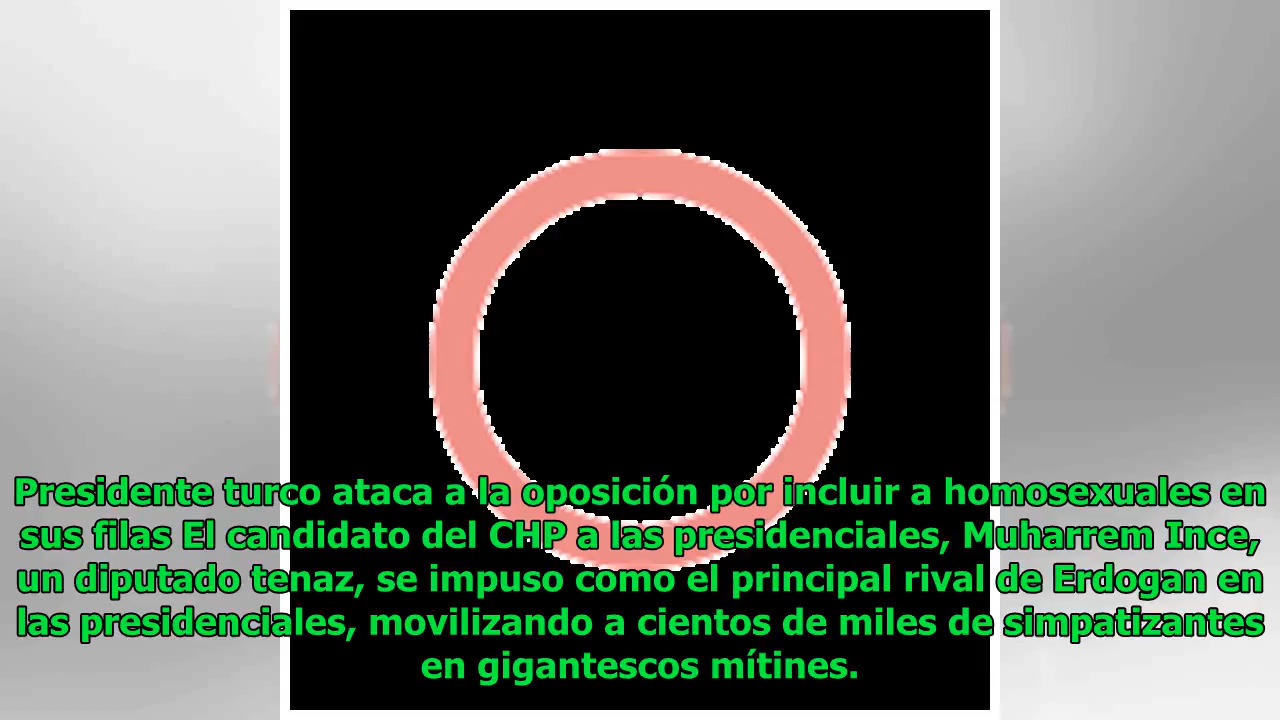 Presidente turco ataca a la oposición por incluir a homosexuales en
sus filas El candidato del CHP a las presidenciales, Muharrem Ince,
un diputado tenaz, se impuso como el principal rival de Erdogan en
las presidenciales, movilizando a cientos de miles de simpatizantes
en gigantescos mítines.